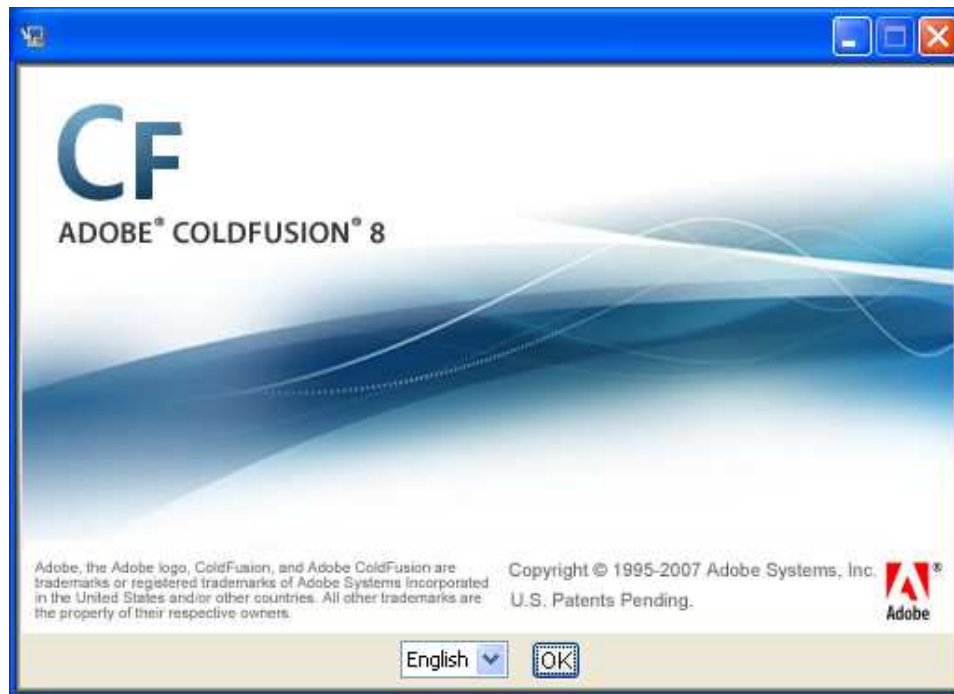 CF
ADOBE® COLDFUSION® 8
Adobe, the Adobe logo, ColdFusion, and Adobe ColdFusion are
trademarks or registered trademarks of Adobe Systems Incorporated
in the United States and/or other countries. All other trademarks are
the property of their respective owners.
Copyright © 1995-2007 Adobe Systems, Inc.
U.S. Patents Pending.
Adobe
English
OK